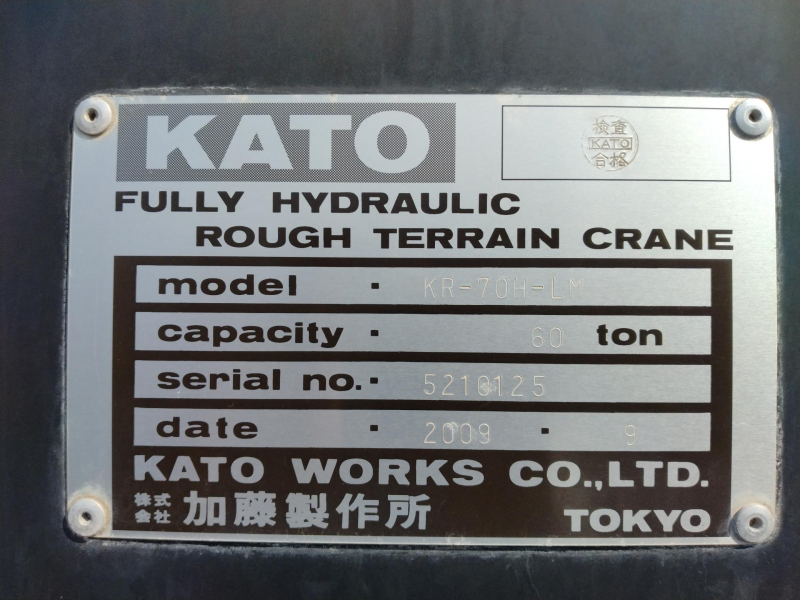 KATO
検査
KATO
合格
FULLY HYDRAULIC
ROUGH TERRAIN CRANE
model · KR-70H-LM
capacity · 60 ton
serial no. · 5210125
date · 2009 · 9
KATO WORKS CO.,LTD.
株式会社 加藤製作所 TOKYO